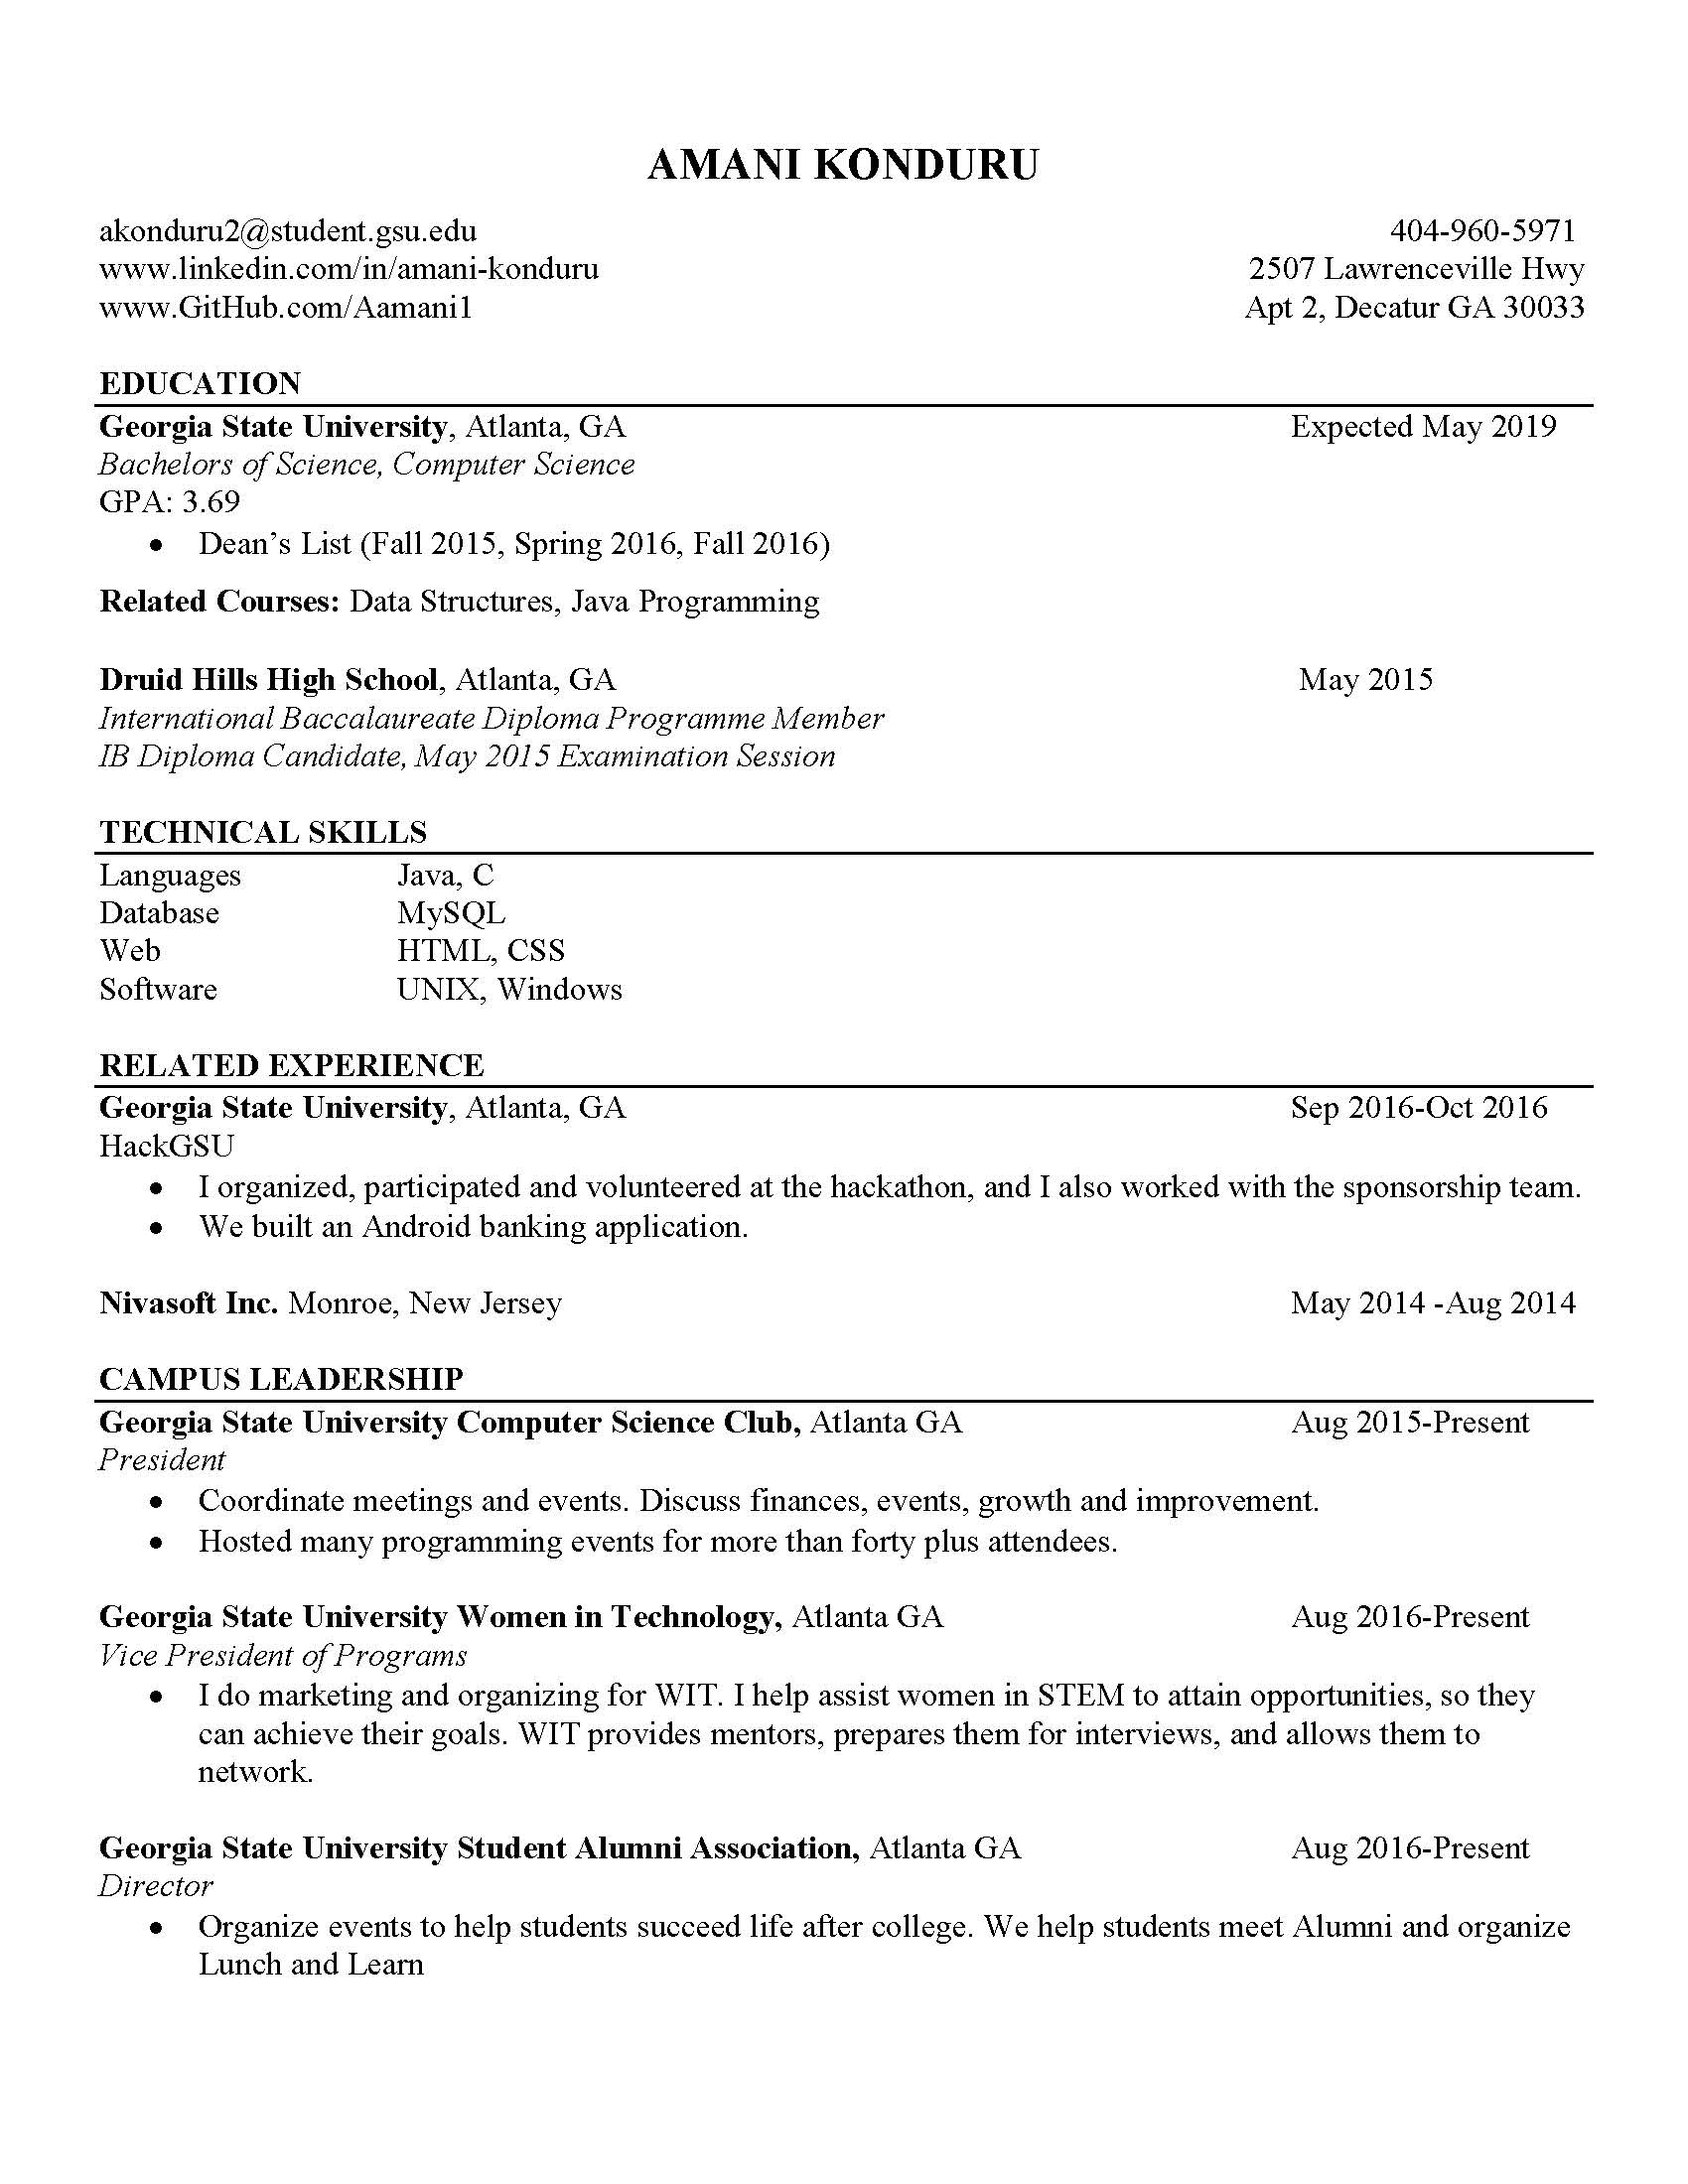 AMANI KONDURU
akonduru2@student.gsu.edu 404-960-5971
www.linkedin.com/in/amani-konduru 2507 Lawrenceville Hwy
www.GitHub.com/Aamani1 Apt 2, Decatur GA 30033
EDUCATION
Georgia State University, Atlanta, GA Expected May 2019
Bachelors of Science, Computer Science
GPA: 3.69
• Dean’s List (Fall 2015, Spring 2016, Fall 2016)
Related Courses: Data Structures, Java Programming
Druid Hills High School, Atlanta, GA May 2015
International Baccalaureate Diploma Programme Member
IB Diploma Candidate, May 2015 Examination Session
TECHNICAL SKILLS
Languages Java, C
Database MySQL
Web HTML, CSS
Software UNIX, Windows
RELATED EXPERIENCE
Georgia State University, Atlanta, GA Sep 2016-Oct 2016
HackGSU
• I organized, participated and volunteered at the hackathon, and I also worked with the sponsorship team.
• We built an Android banking application.
Nivasoft Inc. Monroe, New Jersey May 2014 -Aug 2014
CAMPUS LEADERSHIP
Georgia State University Computer Science Club, Atlanta GA Aug 2015-Present
President
• Coordinate meetings and events. Discuss finances, events, growth and improvement.
• Hosted many programming events for more than forty plus attendees.
Georgia State University Women in Technology, Atlanta GA Aug 2016-Present
Vice President of Programs
• I do marketing and organizing for WIT. I help assist women in STEM to attain opportunities, so they
can achieve their goals. WIT provides mentors, prepares them for interviews, and allows them to
network.
Georgia State University Student Alumni Association, Atlanta GA Aug 2016-Present
Director
• Organize events to help students succeed life after college. We help students meet Alumni and organize
Lunch and Learn